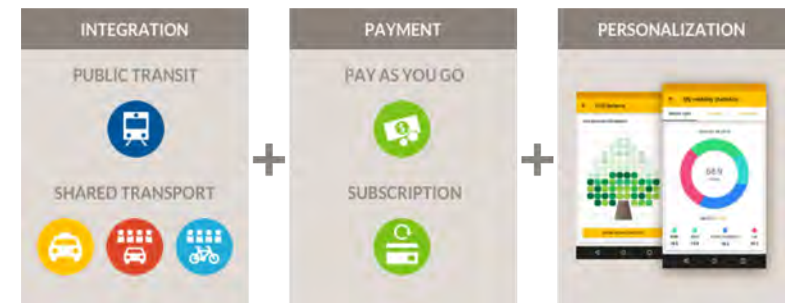 INTEGRATION
PUBLIC TRANSIT
SHARED TRANSPORT
PAYMENT
PAY AS YOU GO
SUBSCRIPTION
PERSONALIZATION